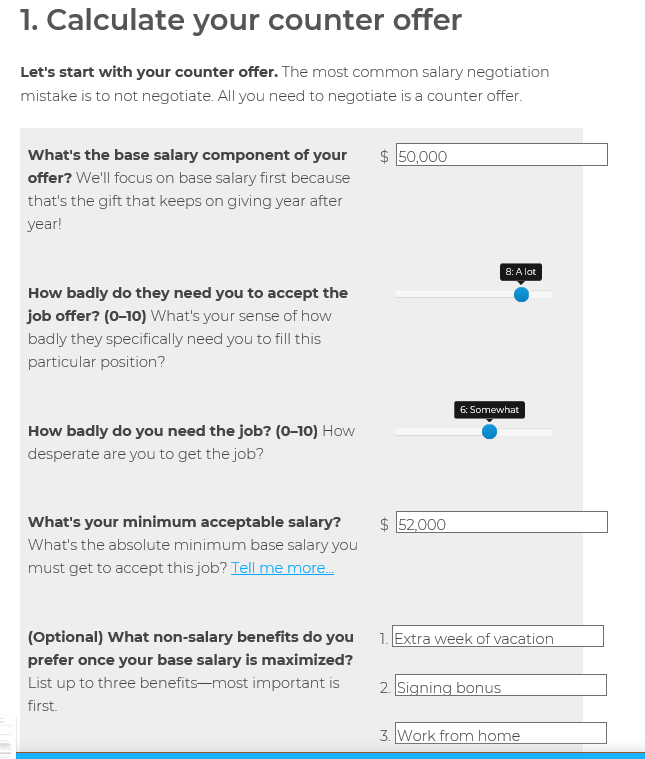 1. Calculate your counter offer
Let's start with your counter offer. The most common salary negotiation
mistake is to not negotiate. All you need to negotiate is a counter offer.
What's the base salary component of your
offer? We'll focus on base salary first because
that's the gift that keeps on giving year after
year!
$ 50,000
How badly do they need you to accept the
job offer? (0–10) What's your sense of how
badly they specifically need you to fill this
particular position?
8: A lot
How badly do you need the job? (0–10) How
desperate are you to get the job?
6: Somewhat
What's your minimum acceptable salary?
What's the absolute minimum base salary you
must get to accept this job? Tell me more...
$ 52,000
(Optional) What non-salary benefits do you
prefer once your base salary is maximized?
List up to three benefits—most important is
first.
1. Extra week of vacation
2. Signing bonus
3. Work from home